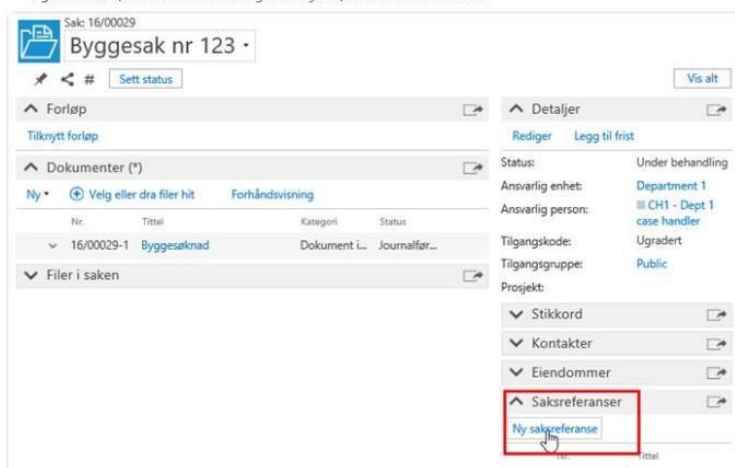 Sak: 16/00029
Byggesak nr 123
#
Sett status
Vis alt
Forløp
Tilknytt forløp
Dokumenter (*)
Ny
Velg eller dra filer hit
Forhåndsvisning
Nr.
Tittel
Kategori
Status
16/00029-1
Byggesøknad
Dokument i...
Journalfør...
Filer i saken
Detaljer
Rediger
Legg til frist
Status:
Under behandling
Ansvarlig enhet:
Department 1
Ansvarlig person:
CH1 - Dept 1
case handler
Tilgangskode:
Ugradert
Tilgangsgruppe:
Public
Prosjekt:
Stikkord
Kontakter
Eiendommer
Saksreferanser
Ny saksreferanse
Nr.
Tittel